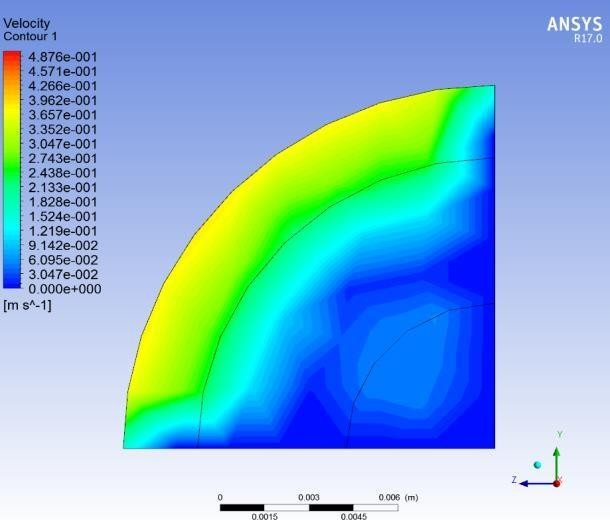 Velocity
Contour 1
4.876e-001
4.571e-001
4.266e-001
3.962e-001
3.657e-001
3.352e-001
3.047e-001
2.743e-001
2.438e-001
2.133e-001
1.828e-001
1.524e-001
1.219e-001
9.142e-002
6.095e-002
3.047e-002
0.000e+000
[m s^-1]
ANSYS
R17.0
0 0.003 0.006 (m)
0.0015 0.0045
Y
Z
X